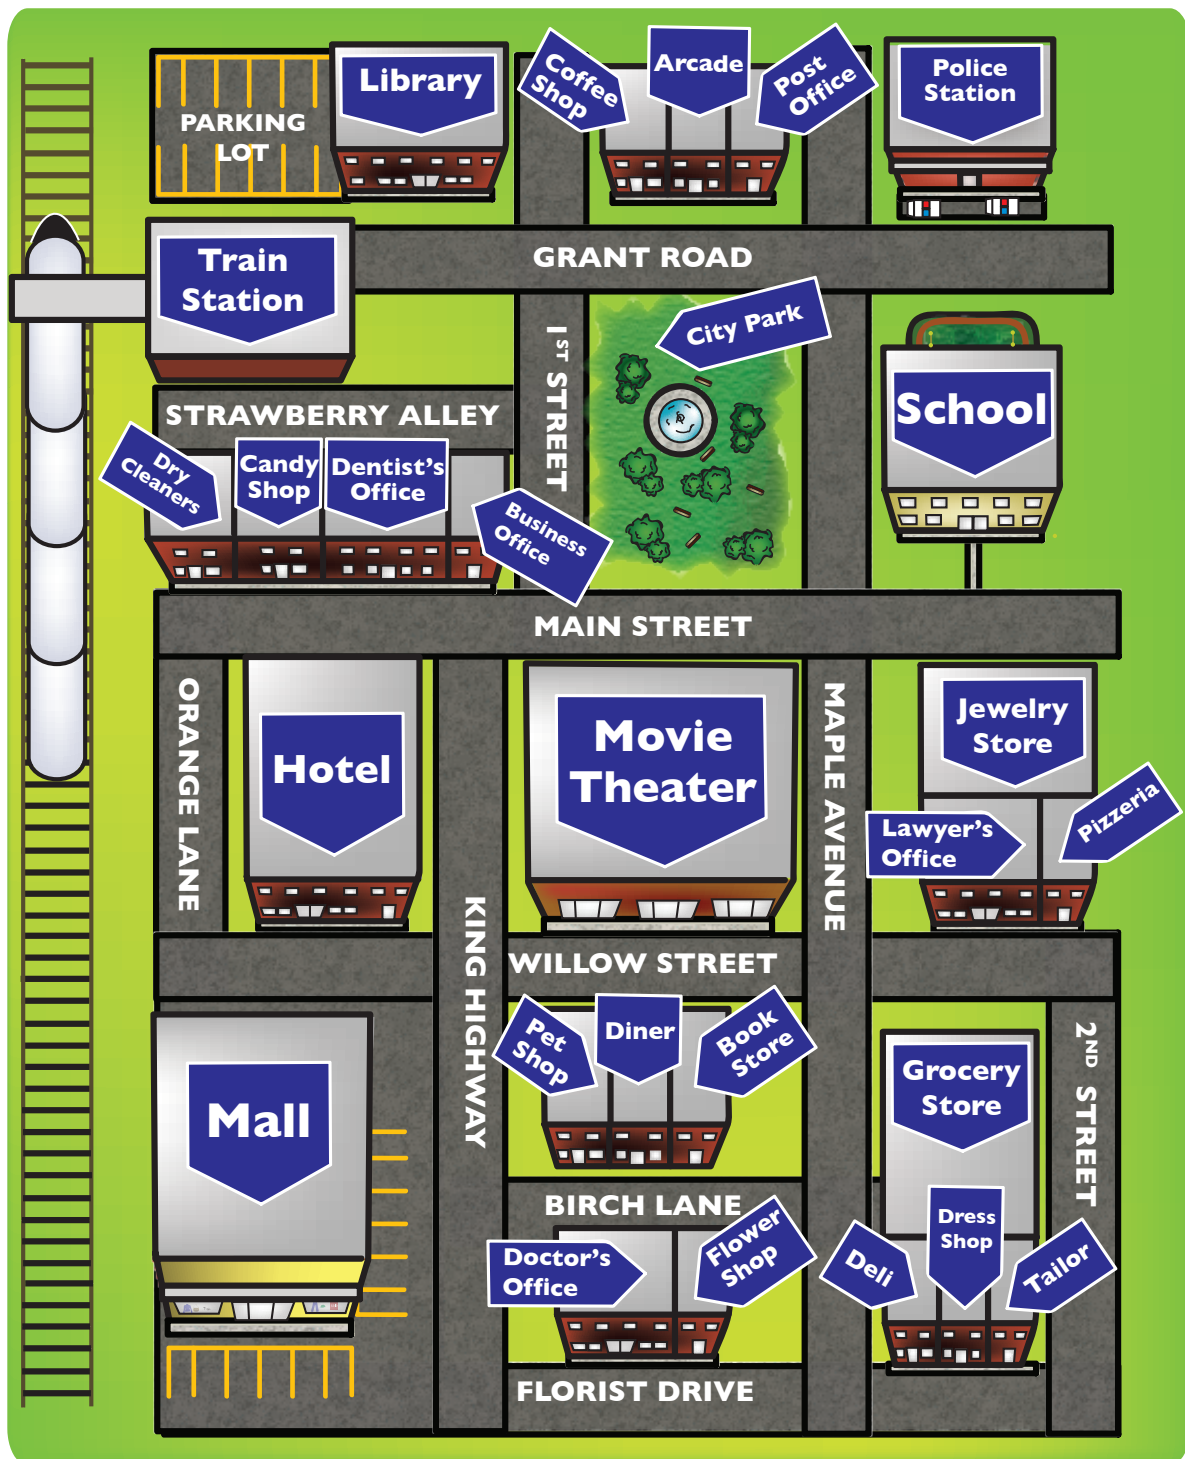 PARKING
LOT
Library
Coffee
Shop
Arcade
Post
Office
Police
Station
Train
Station
GRANT ROAD
City Park
1ST STREET
School
STRAWBERRY ALLEY
Dry
Cleaners
Candy
Shop
Dentist's
Office
Business
Office
MAIN STREET
ORANGE LANE
Hotel
KING HIGHWAY
Movie
Theater
MAPLE AVENUE
Jewelry
Store
Lawyer's
Office
Pizzeria
WILLOW STREET
Mall
Pet
Shop
Diner
Book
Store
Grocery
Store
2ND STREET
BIRCH LANE
Doctor's
Office
Flower
Shop
Deli
Dress
Shop
Tailor
FLORIST DRIVE